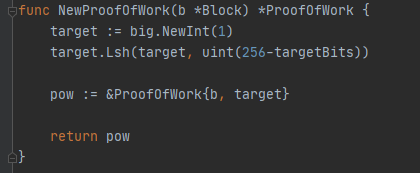 func NewProofOfWork(b *Block) *ProofOfWork {
    target := big.NewInt(1)
    target.Lsh(target, uint(256-targetBits))

    pow := &ProofOfWork{b, target}

    return pow
}